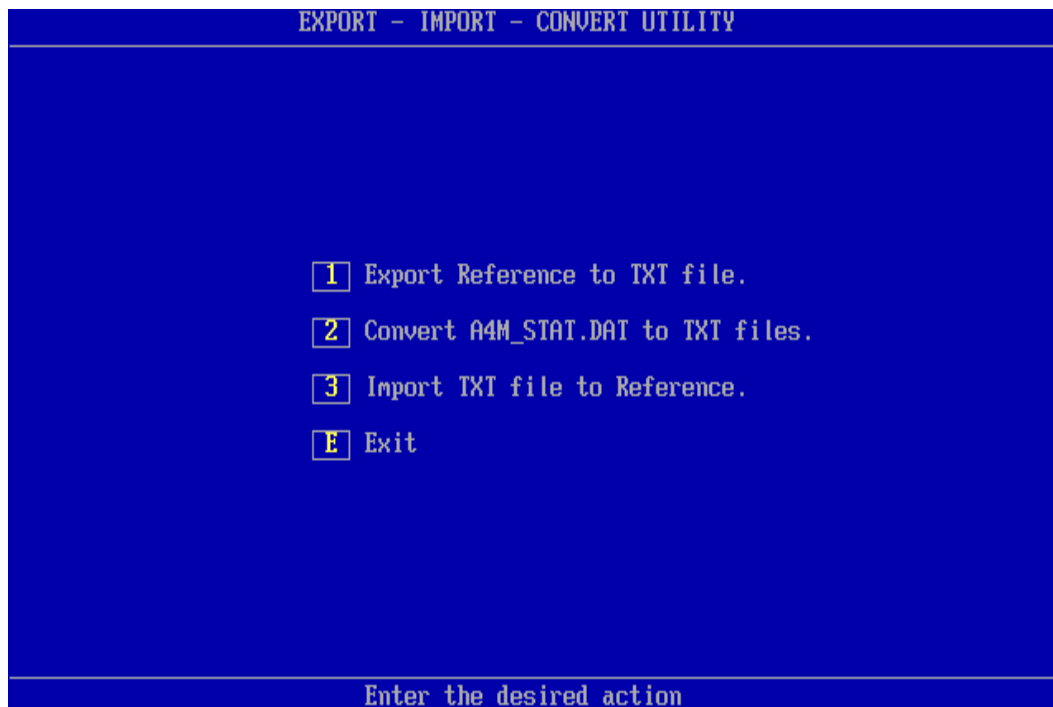 EXPORT - IMPORT - CONVERT UTILITY
1 Export Reference to TXT file.
2 Convert A4M_STAT.DAT to TXT files.
3 Import TXT file to Reference.
E Exit
Enter the desired action